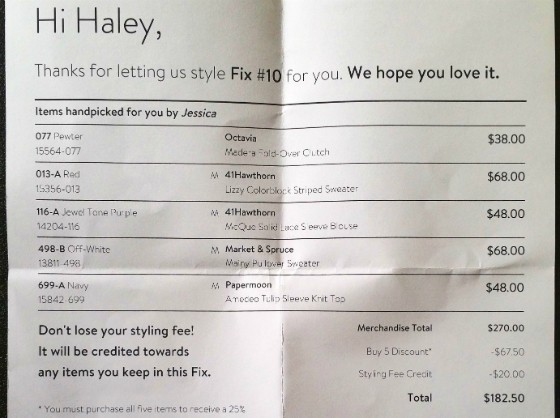 Hi Haley,
Thanks for letting us style Fix #10 for you. We hope you love it.
Items handpicked for you by Jessica
077 Pewter Octavia $38.00
15564-077 Madera Fold-Over Clutch
013-A Red M 41Hawthorn $68.00
15356-013 Lizzy Colorblock Striped Sweater
116-A Jewel Tone Purple M 41Hawthorn $48.00
14204-116 McQue Solid Lace Sleeve Blouse
498-B Off-White M Market & Spruce $68.00
13811-498 Malny Pullover Sweater
699-A Navy M Papermoon $48.00
15842-699 Amedeo Tulip Sleeve Knit Top
Don't lose your styling fee!
It will be credited towards
any items you keep in this Fix.
Merchandise Total $270.00
Buy 5 Discount* -$67.50
Styling Fee Credit -$20.00
Total $182.50
* You must purchase all five items to receive a 25%